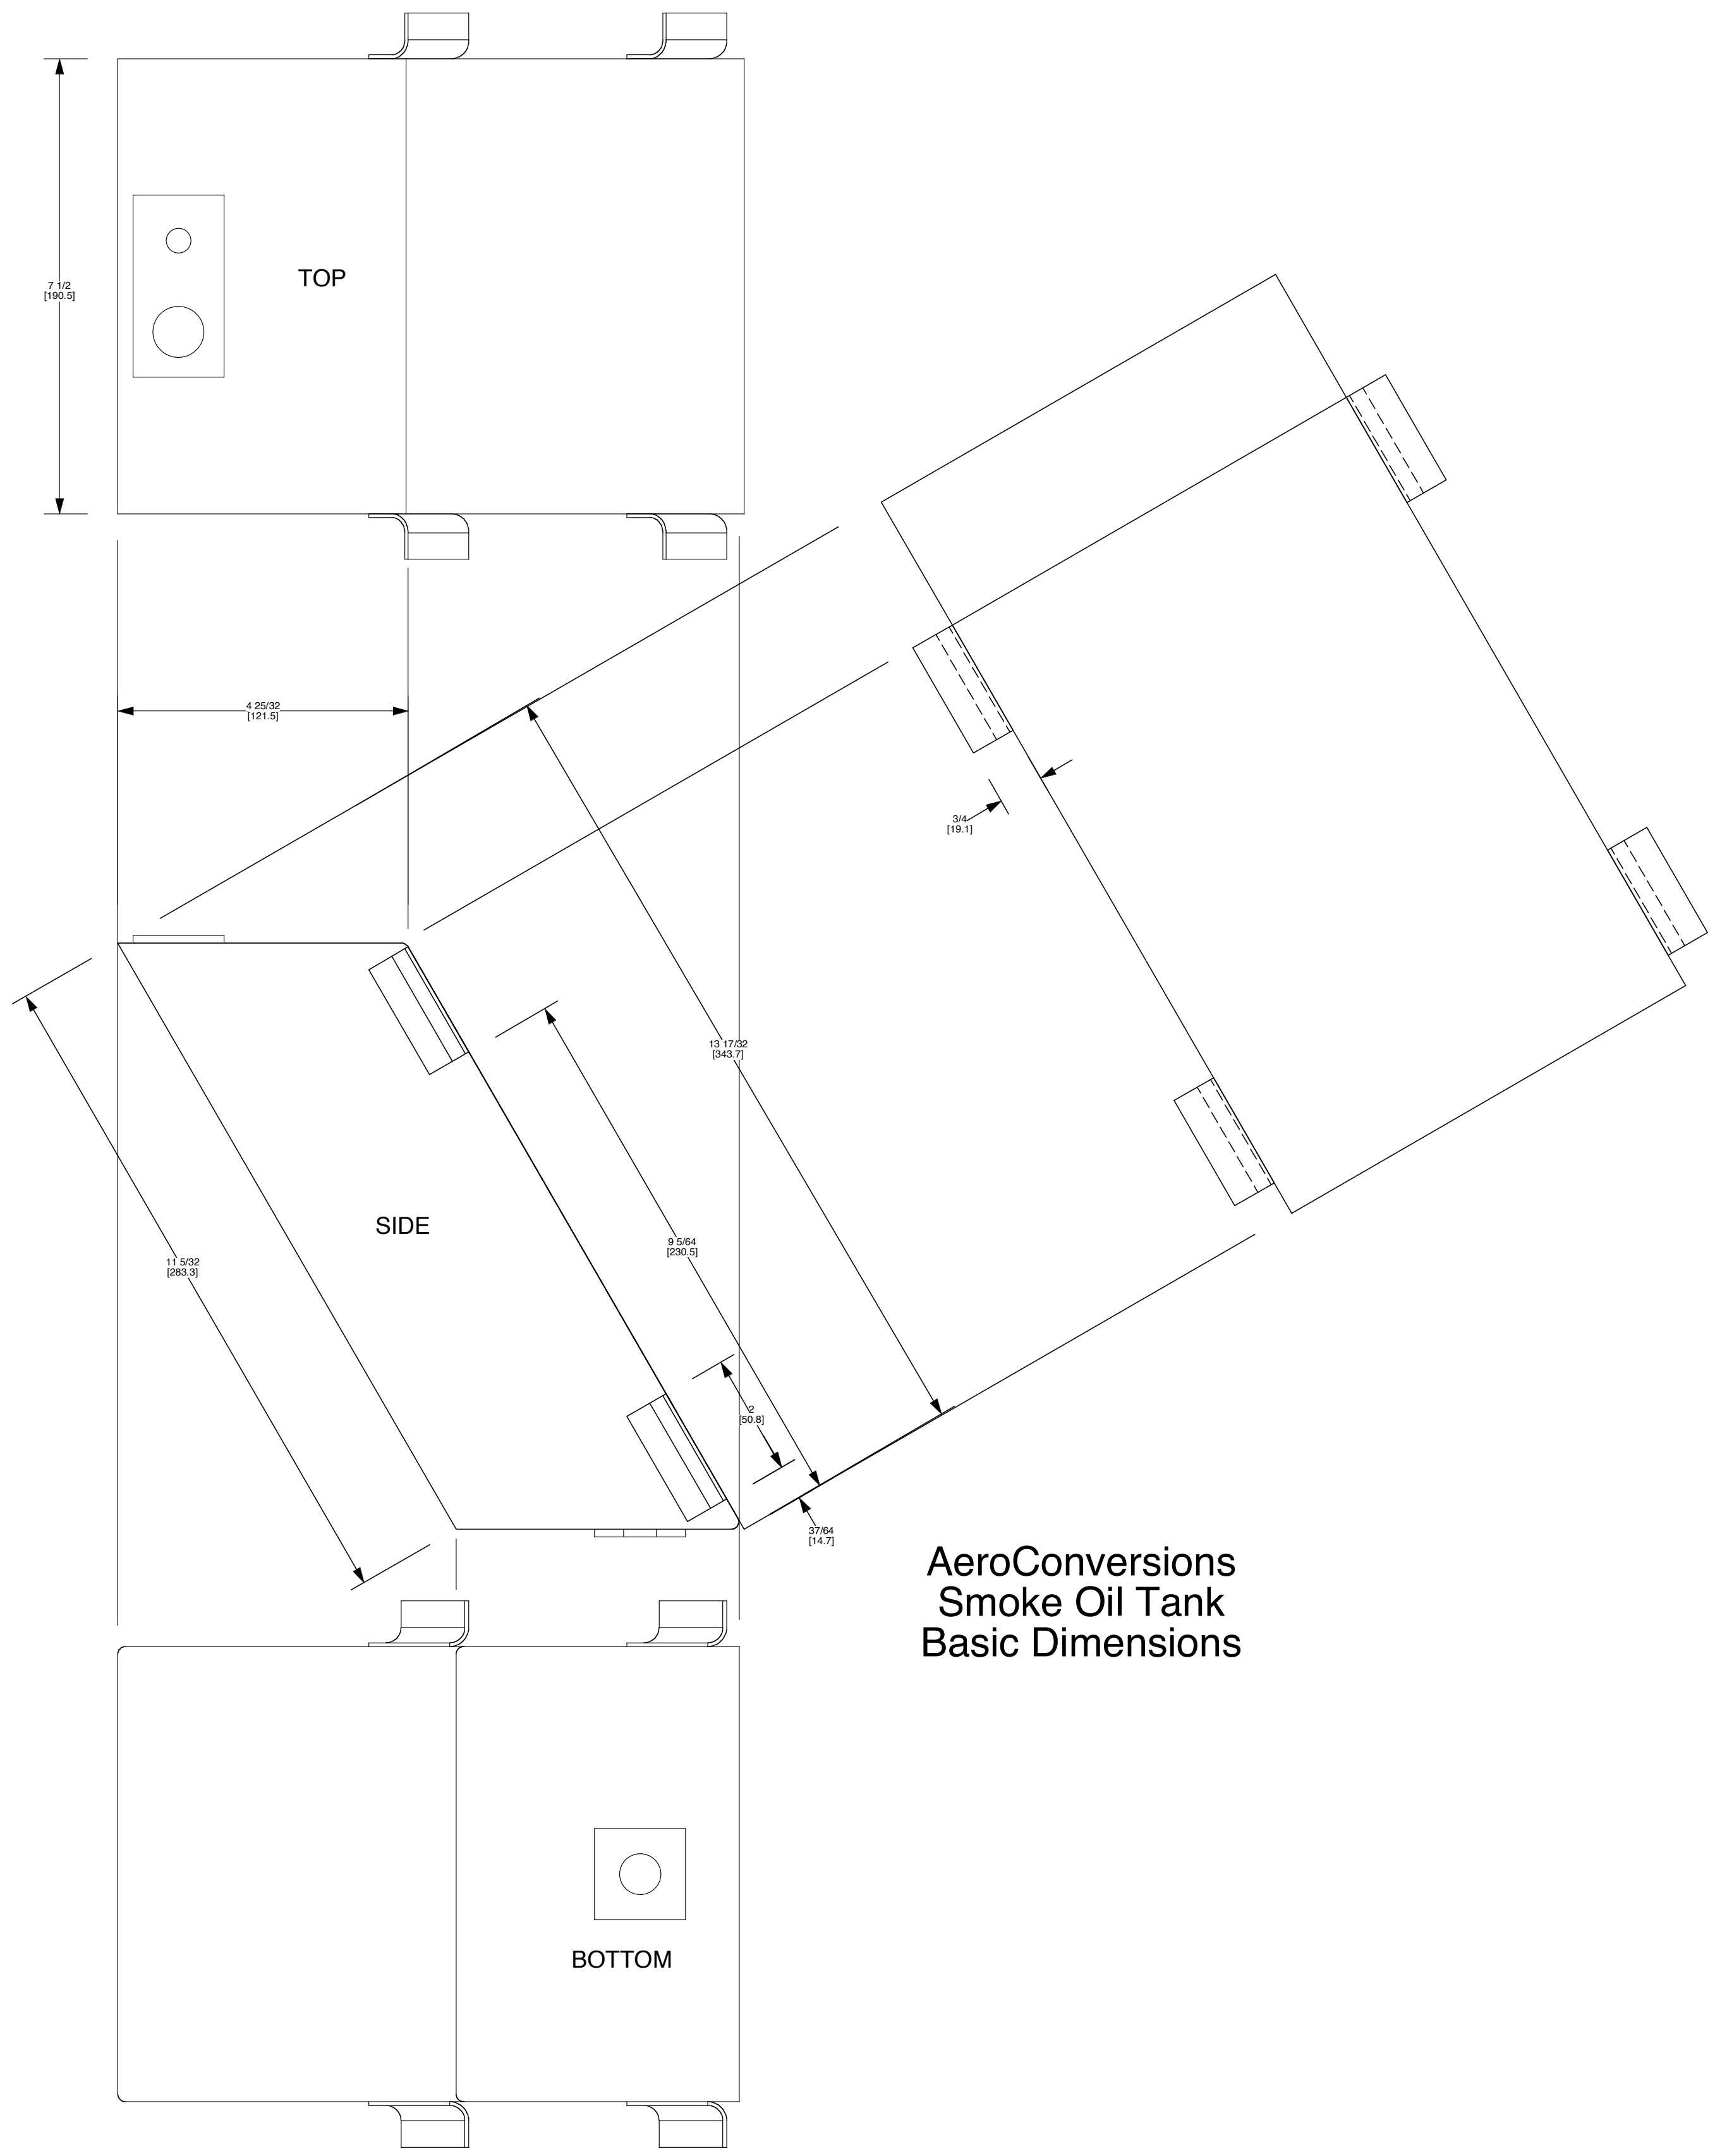 TOP
7 1/2
[190.5]
4 25/32
[121.5]
3/4
[19.1]
13 17/32
[343.7]
SIDE
9 5/64
[230.5]
11 5/32
[283.3]
2
[50.8]
37/64
[14.7]
AeroConversions
Smoke Oil Tank
Basic Dimensions
BOTTOM